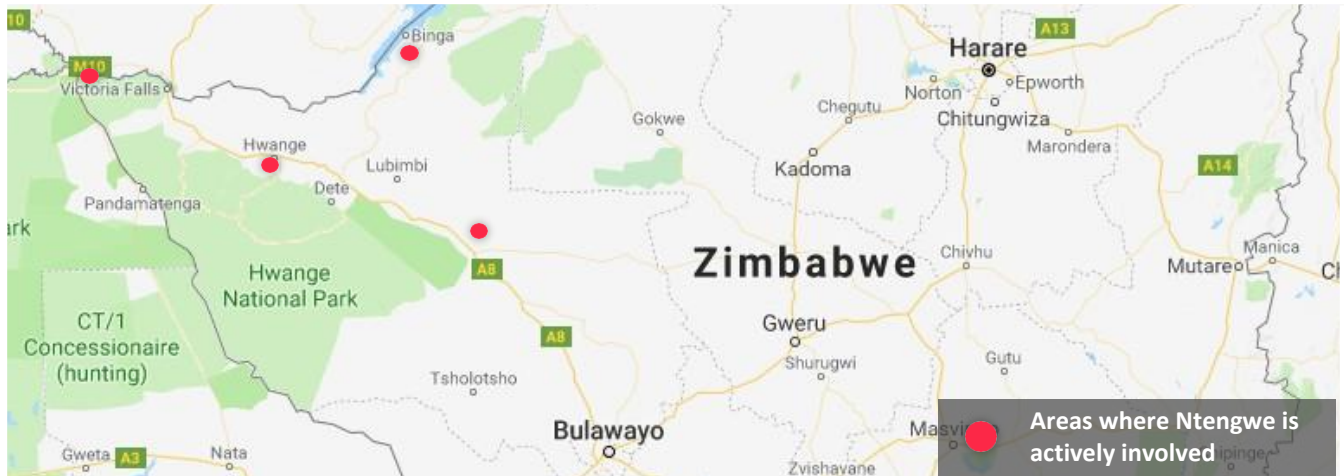 10
Binga
A13
Harare
M10
Victoria Falls
Norton
Epworth
Chegutu
Chitungwiza
Gokwe
Marondera
Hwange
Lubimbi
Kadoma
A14
Dete
Pandamatenga
ark
Zimbabwe
Chivhu
Manica
Mutare
Hwange
National Park
A8
CT/1
Concessionaire
(hunting)
A8
Gweru
Shurugwi
Gutu
Tsholotsho
Bulawayo
Areas where Ntengwe is
actively involved
Gweta
A3
Nata
Zvishavane